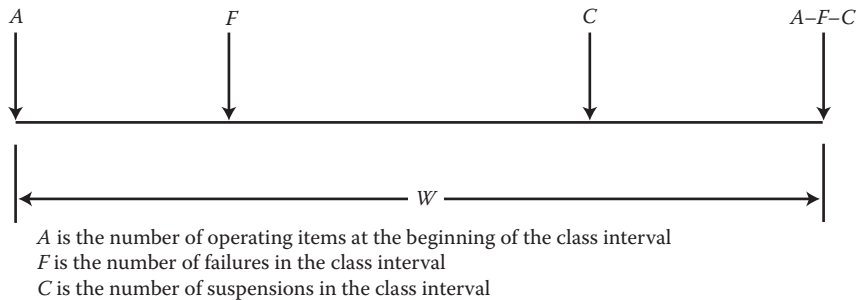 A F C A–F–C
W
A is the number of operating items at the beginning of the class interval
F is the number of failures in the class interval
C is the number of suspensions in the class interval